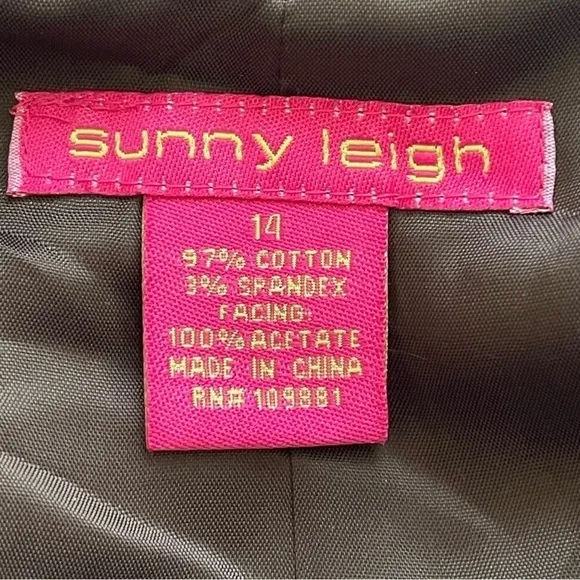 sunny leigh
14
97% COTTON
3% SPANDEX
FACING:
100% ACETATE
MADE IN CHINA
RN# 109881